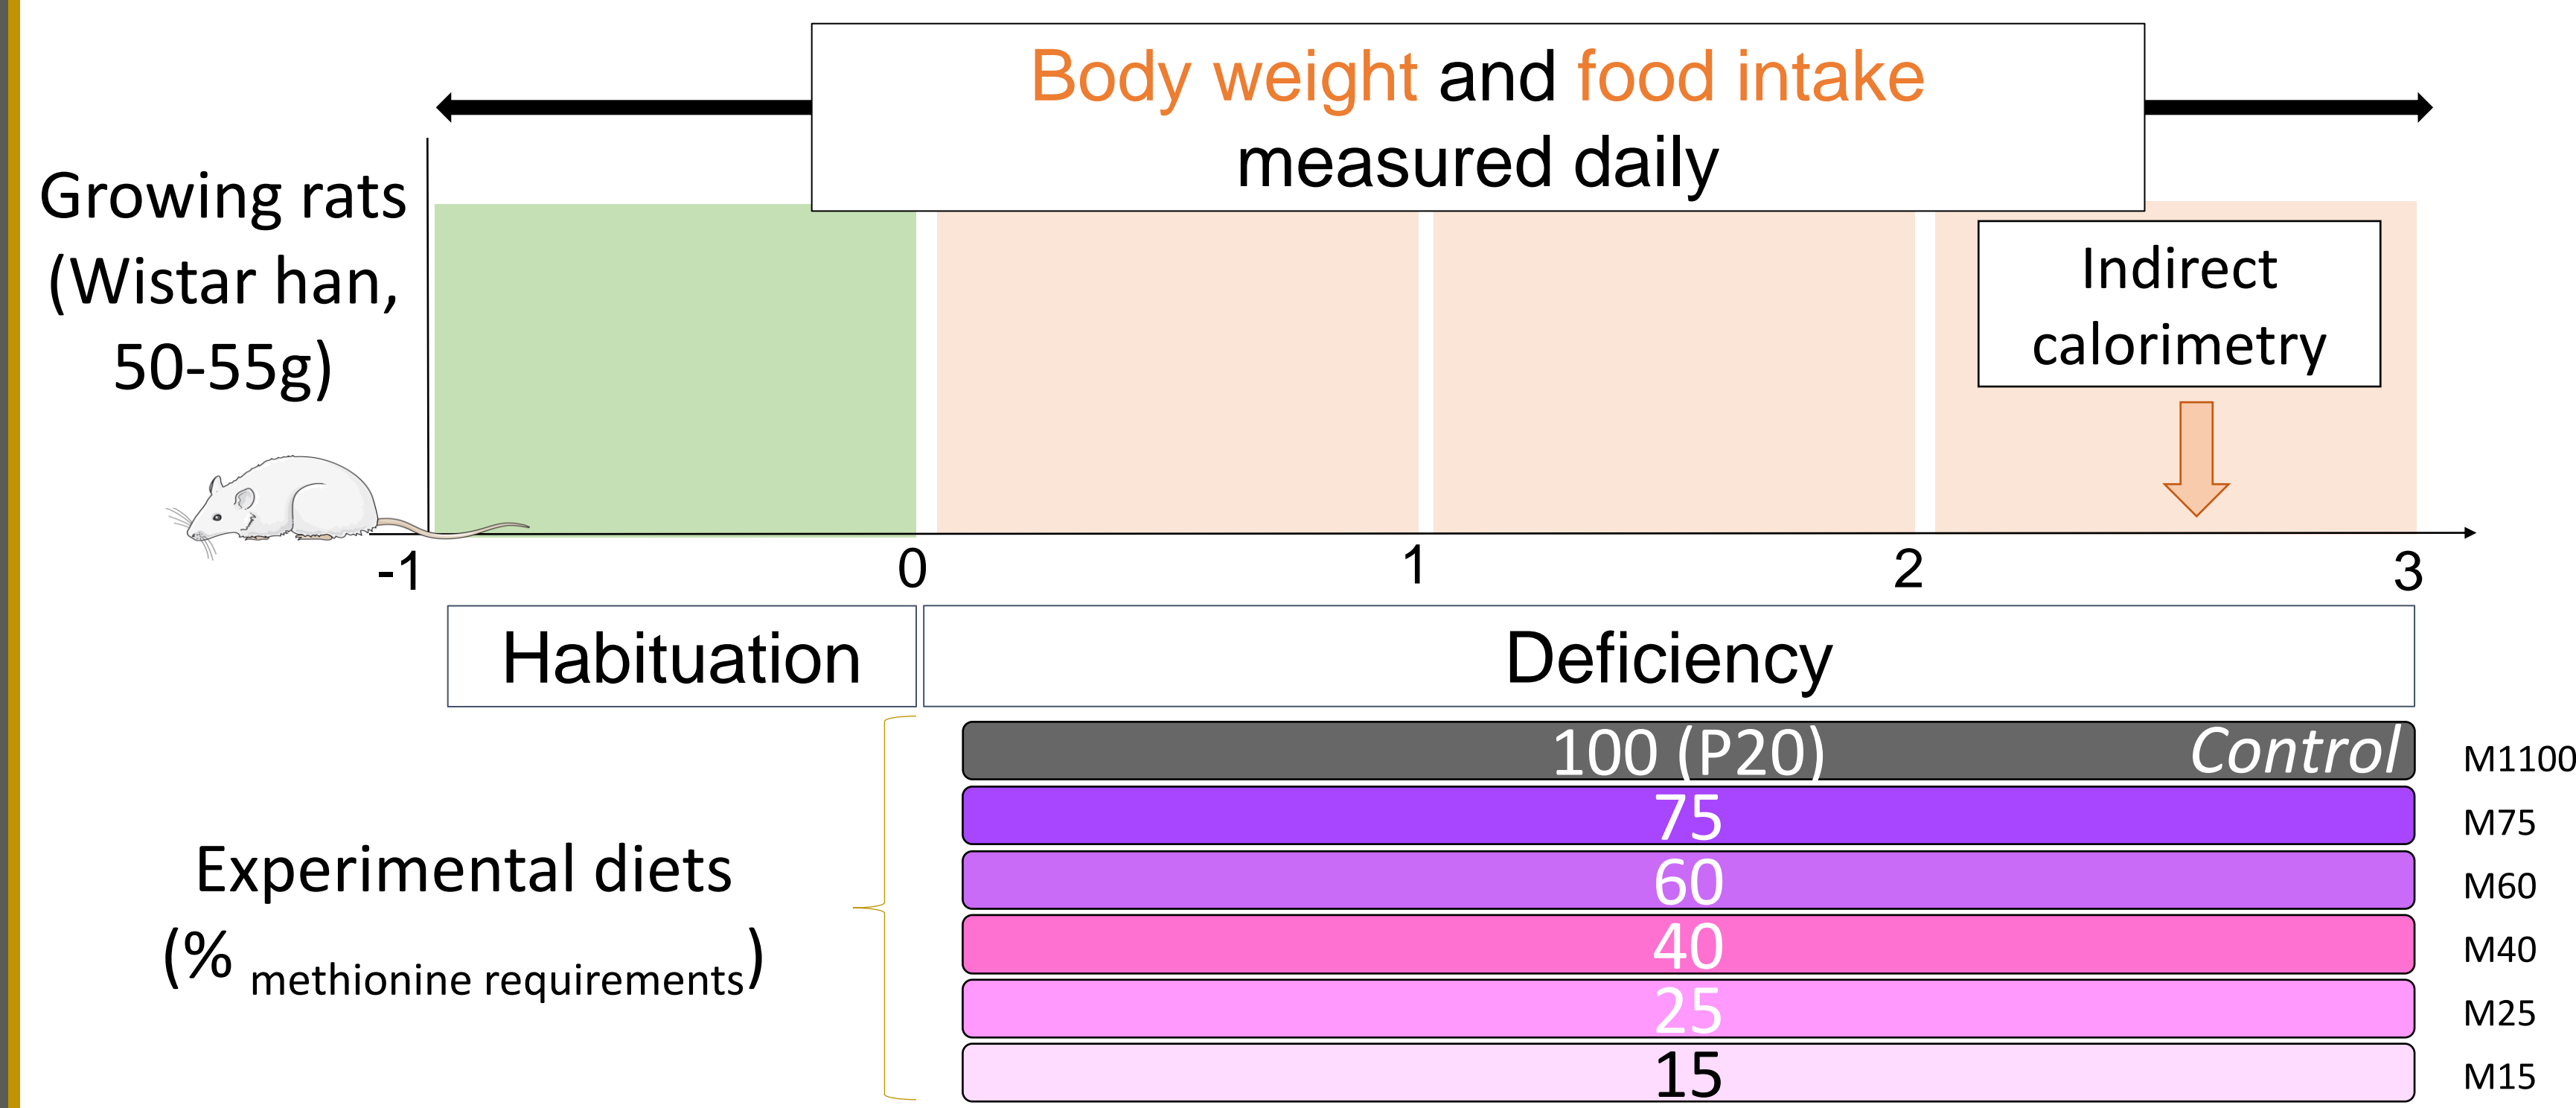 Body weight and food intake
measured daily
Growing rats
(Wistar han,
50-55g)
Indirect
calorimetry
-1 0 1 2 3
Habituation Deficiency
Experimental diets
(% methionine requirements)
100 (P20) Control M1100
75 M75
60 M60
40 M40
25 M25
15 M15